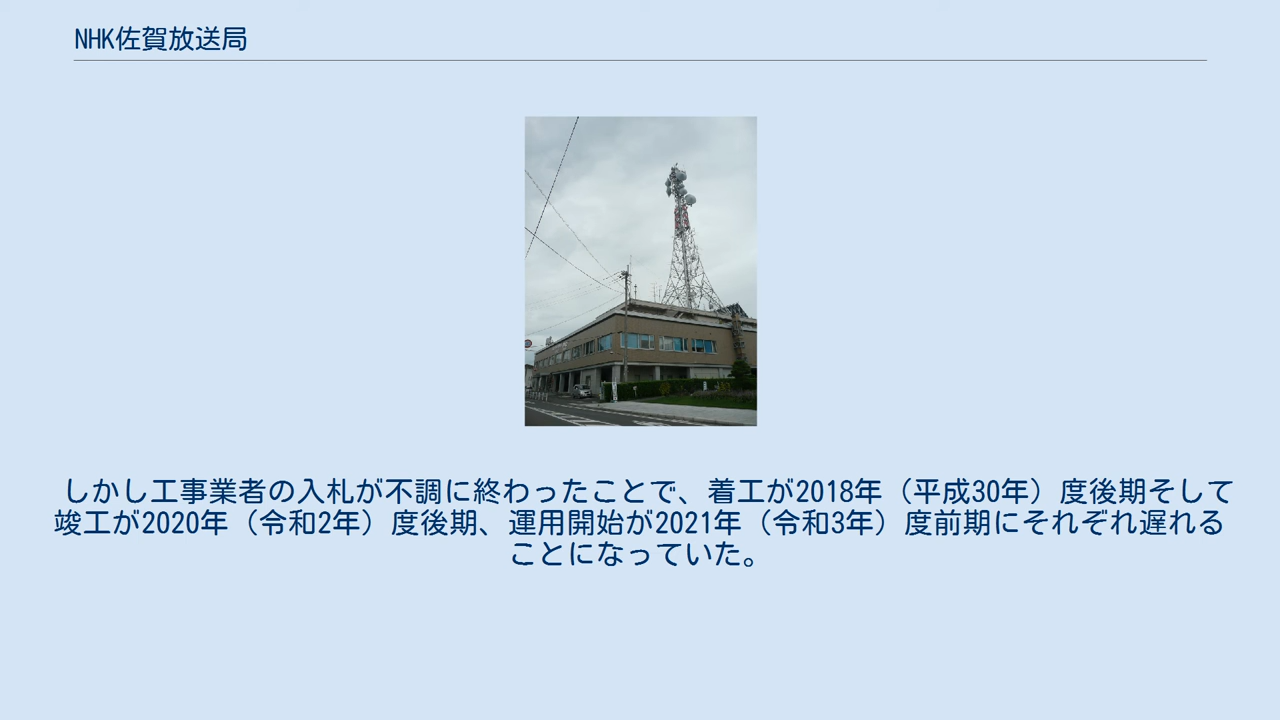 NHK佐賀放送局
しかし工事業者の入札が不調に終わったことで、着工が2018年（平成30年）度後期そして
竣工が2020年（令和2年）度後期、運用開始が2021年（令和3年）度前期にそれぞれ遅れる
ことになっていた。